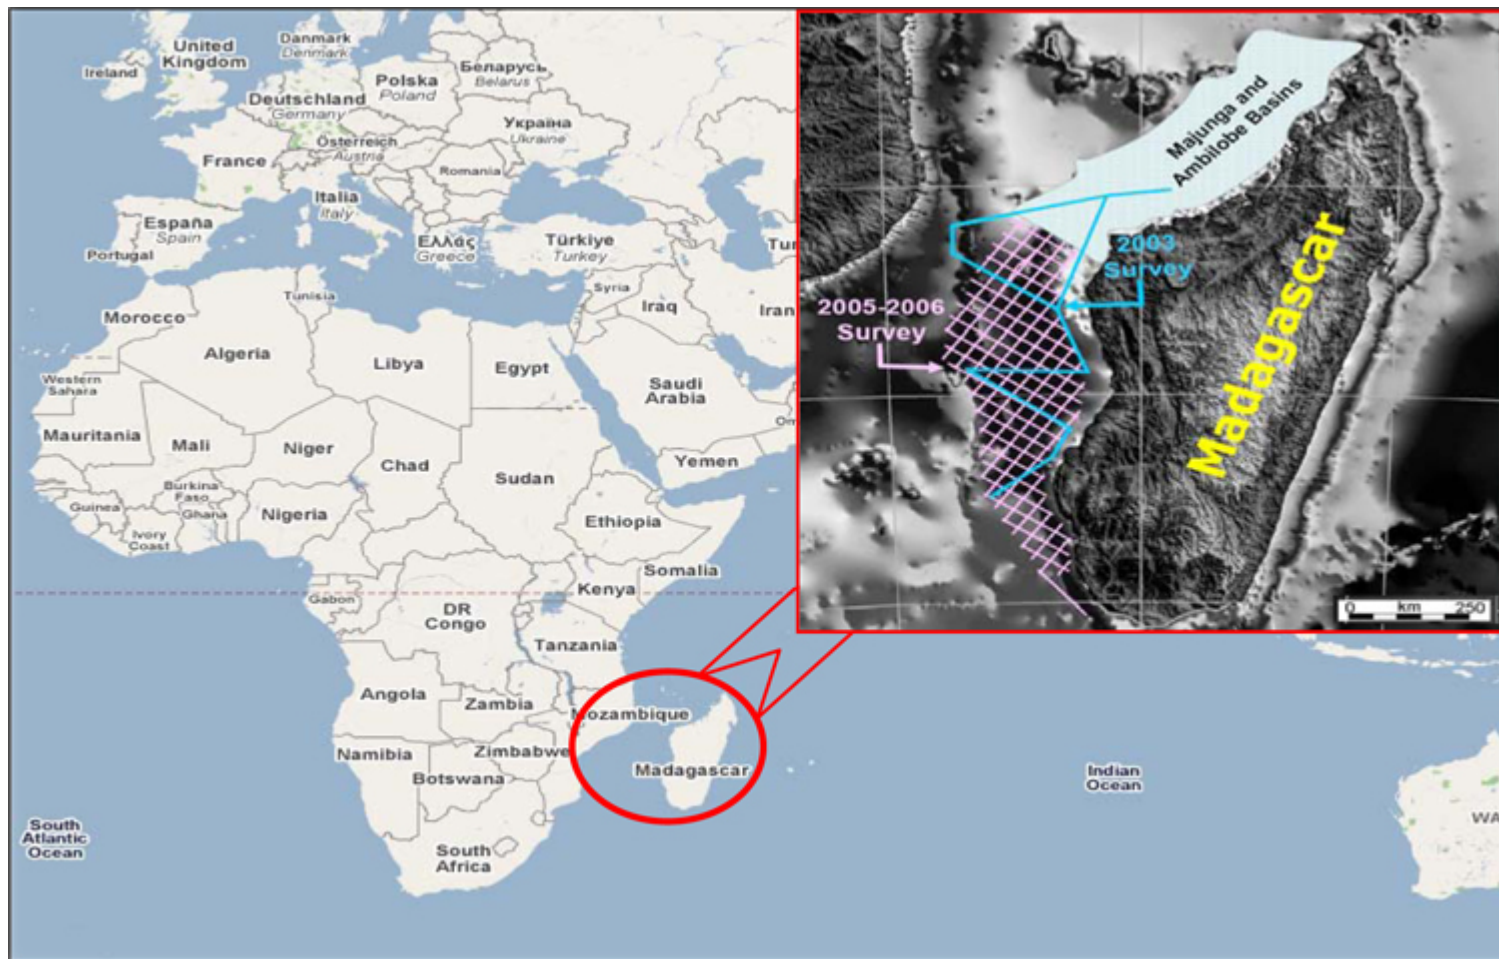 Danmark
Denmark
United
Kingdom
Ireland
Беларусь
Belarus
Polska
Poland
Deutschland
Germany
Україна
Ukraine
Österreich
Austria
France
Romania
Italia
Italy
España
Spain
Portugal
Ελλάς
Greece
Türkiye
Turkey
Tur
Syria
Tunisia
Iraq
Iran
Morocco
Algeria
Libya
Egypt
Western
Sahara
Saudi
Arabia
Om
Mauritania
Mali
Niger
Chad
Sudan
Yemen
Burkina
Faso
Guinea
Ghana
Ivory
Coast
Nigeria
Ethiopia
Somalia
Kenya
Gabon
DR
Congo
Tanzania
Angola
Zambia
Mozambique
Namibia
Zimbabwe
Botswana
Madagascar
South
Africa
South
Atlantic
Ocean
Indian
Ocean
WA
Majunga and
Ambilobe Basins
2003
Survey
2005-2006
Survey
Madagascar
0 km 250